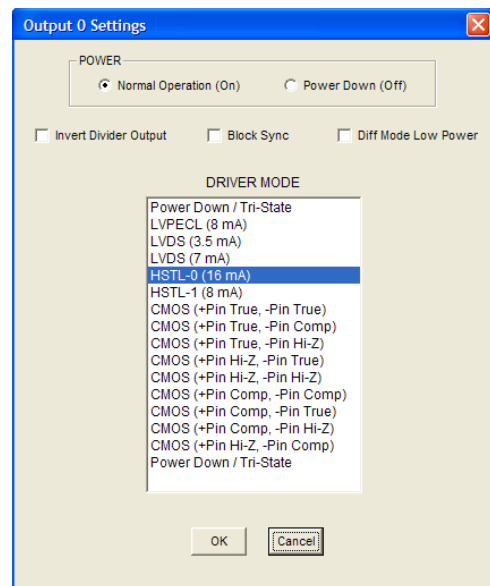 Output 0 Settings
POWER
Normal Operation (On) Power Down (Off)
Invert Divider Output Block Sync Diff Mode Low Power
DRIVER MODE
Power Down / Tri-State
LVPECL (8 mA)
LVDS (3.5 mA)
LVDS (7 mA)
HSTL-0 (16 mA)
HSTL-1 (8 mA)
CMOS (+Pin True, -Pin True)
CMOS (+Pin True, -Pin Comp)
CMOS (+Pin True, -Pin Hi-Z)
CMOS (+Pin Hi-Z, -Pin True)
CMOS (+Pin Hi-Z, -Pin Hi-Z)
CMOS (+Pin Comp, -Pin Comp)
CMOS (+Pin Comp, -Pin True)
CMOS (+Pin Comp, -Pin Hi-Z)
CMOS (+Pin Hi-Z, -Pin Comp)
Power Down / Tri-State
OK Cancel